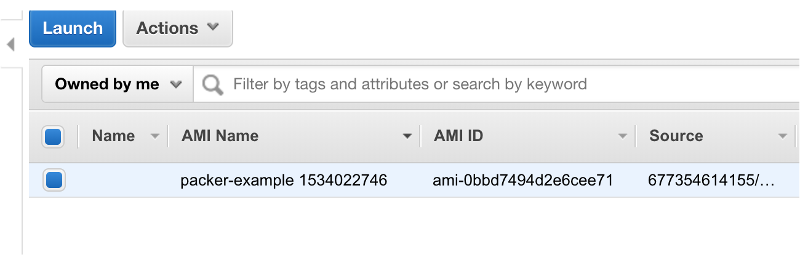 Launch Actions
Owned by me Filter by tags and attributes or search by keyword
Name AMI Name AMI ID Source
packer-example 1534022746 ami-0bbd7494d2e6cee71 677354614155/...